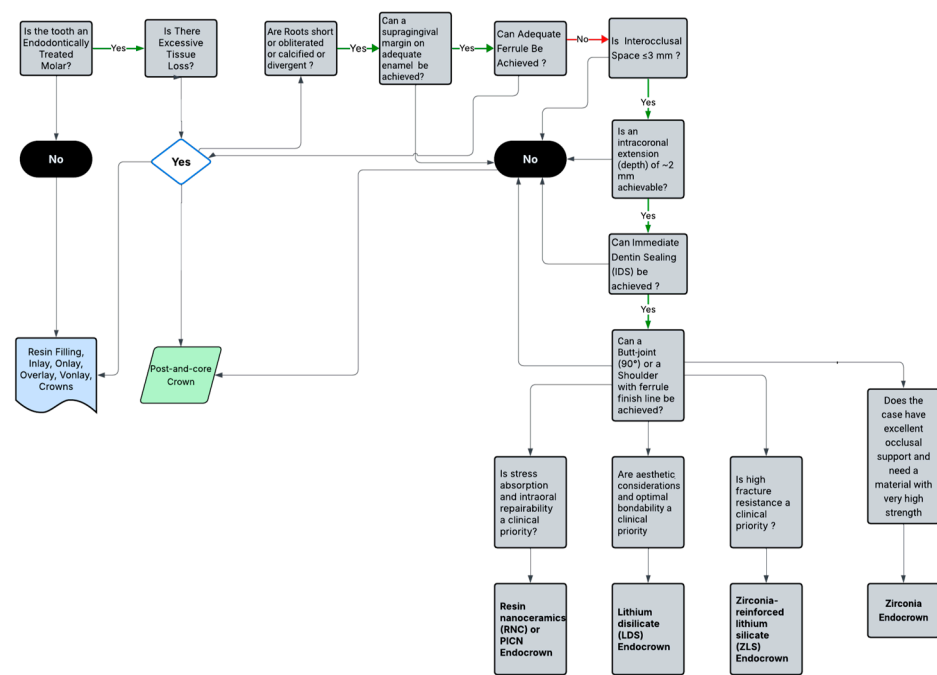 Is the tooth an
Endodontically
Treated
Molar?
Yes
Is There
Excessive
Tissue
Loss?
Are Roots short
or obliterated
or calcified or
divergent ?
Yes
Can a
supragingival
margin on
adequate
enamel be
achieved?
Yes
Can Adequate
Ferrule Be
Achieved ?
No
Is Interocclusal
Space ≤3 mm ?
Yes
No
Yes
No
Is an
intracoronal
extension
(depth) of ~2
mm
achievable?
Yes
Can Immediate
Dentin Sealing
(IDS) be
achieved ?
Yes
Resin Filling,
Inlay, Onlay,
Overlay, Vonlay,
Crowns
Post-and-core
Crown
Can a
Butt-joint
(90°) or a
Shoulder
with ferrule
finish line be
achieved?
Does the
case have
excellent
occlusal
support and
need a
material with
very high
strength
Is stress
absorption
and intraoral
repairability
a clinical
priority?
Are aesthetic
considerations
and optimal
bondability a
clinical
priority
Is high
fracture
resistance a
clinical
priority ?
Resin
nanoceramics
(RNC) or
PICN
Endocrown
Lithium
disilicate
(LDS)
Endocrown
Zirconia-
reinforced
lithium
silicate
(ZLS)
Endocrown
Zirconia
Endocrown